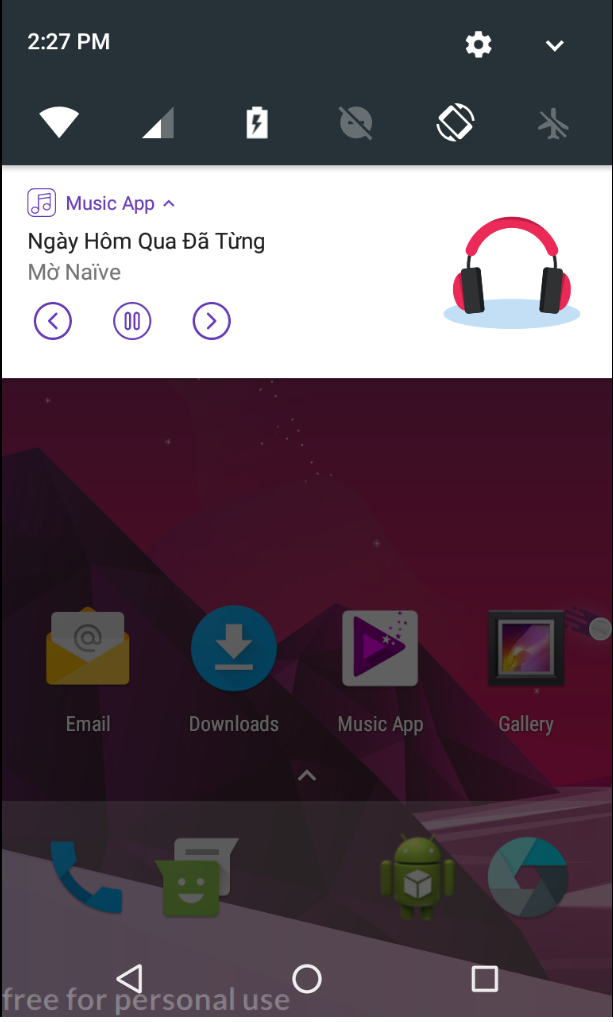 2:27 PM
Music App
Ngày Hôm Qua Đã Từng
Mờ Naïve
Email
Downloads
Music App
Gallery
free for personal use